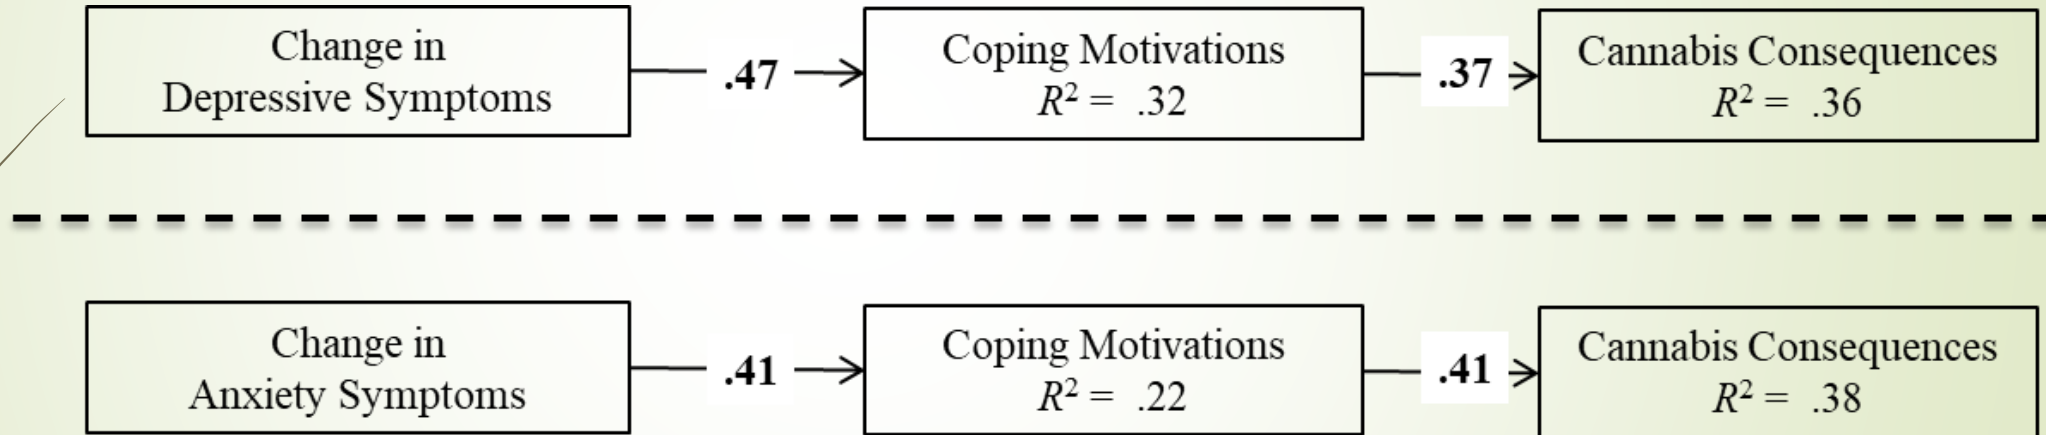 Change in
Depressive Symptoms
.47
Coping Motivations
R² = .32
.37
Cannabis Consequences
R² = .36
Change in
Anxiety Symptoms
.41
Coping Motivations
R² = .22
.41
Cannabis Consequences
R² = .38